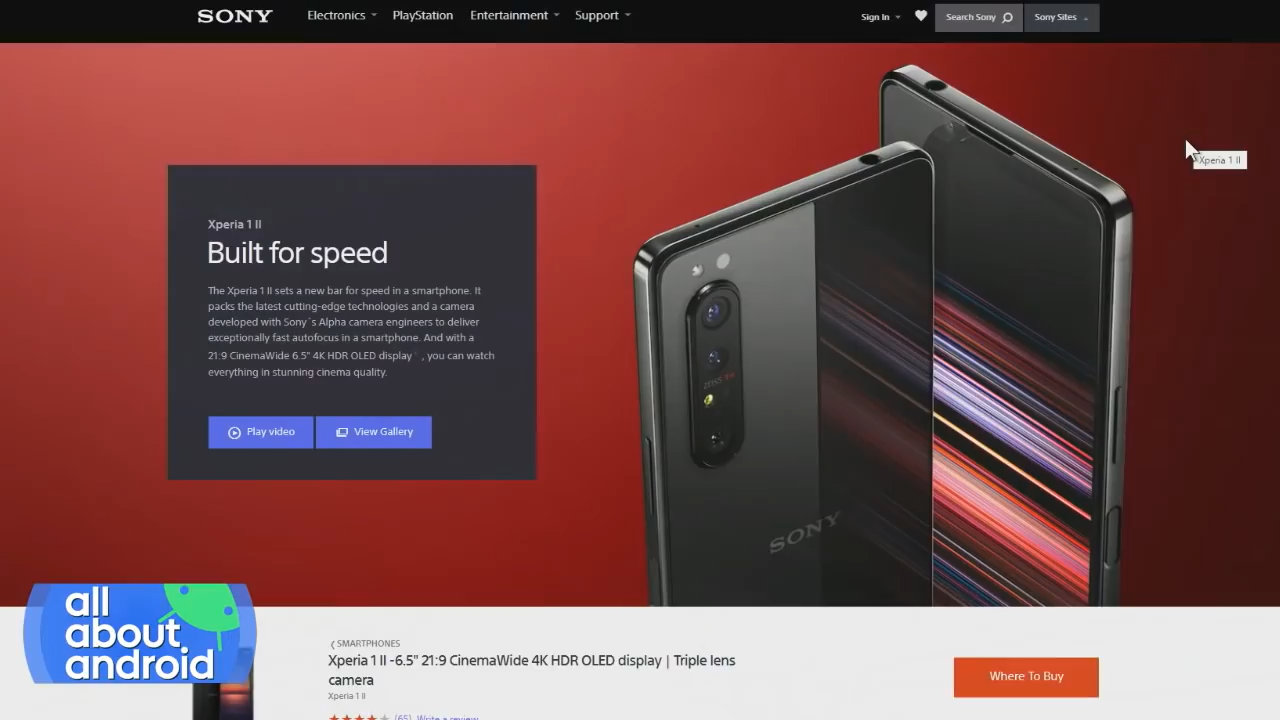 SONY
Electronics
PlayStation
Entertainment
Support
Sign In
Search Sony
Sony Sites
Xperia 1 II
Xperia 1 II
Built for speed
The Xperia 1 II sets a new bar for speed in a smartphone. It
packs the latest cutting-edge technologies and a camera
developed with Sony´s Alpha camera engineers to deliver
exceptionally fast autofocus in a smartphone. And with a
21:9 CinemaWide 6.5" 4K HDR OLED display , you can watch
everything in stunning cinema quality.
Play video
View Gallery
ZEISS
SONY
all
about
android
SMARTPHONES
Xperia 1 II -6.5" 21:9 CinemaWide 4K HDR OLED display | Triple lens
camera
Xperia 1 II
(65) Write a review
Where To Buy